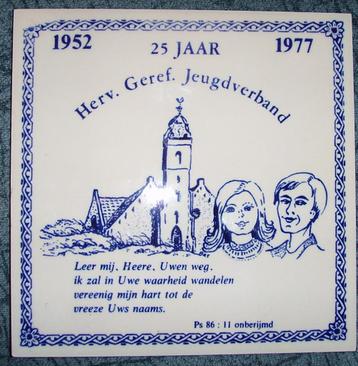 1952 25 JAAR 1977
Herv. Geref. Jeugdverband
Leer mij, Heere, Uwen weg.
ik zal in Uwe waarheid wandelen
vereenig mijn hart tot de
vreeze Uws naams.
Ps 86 : 11 onberijmd